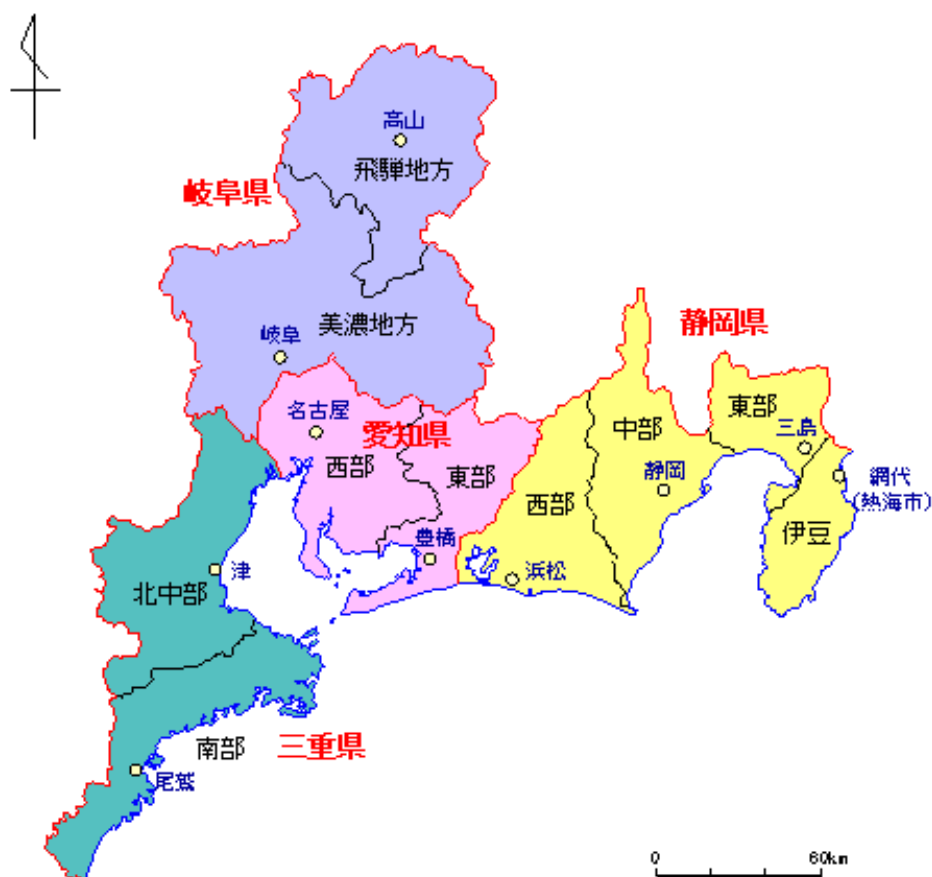 高山
飛騨地方
岐阜県
美濃地方
岐阜
静岡県
名古屋
愛知県
西部
東部
豊橋
東部
三島
中部
静岡
西部
浜松
網代
(熱海市)
伊豆
津
北中部
南部
三重県
尾鷲
0
60km